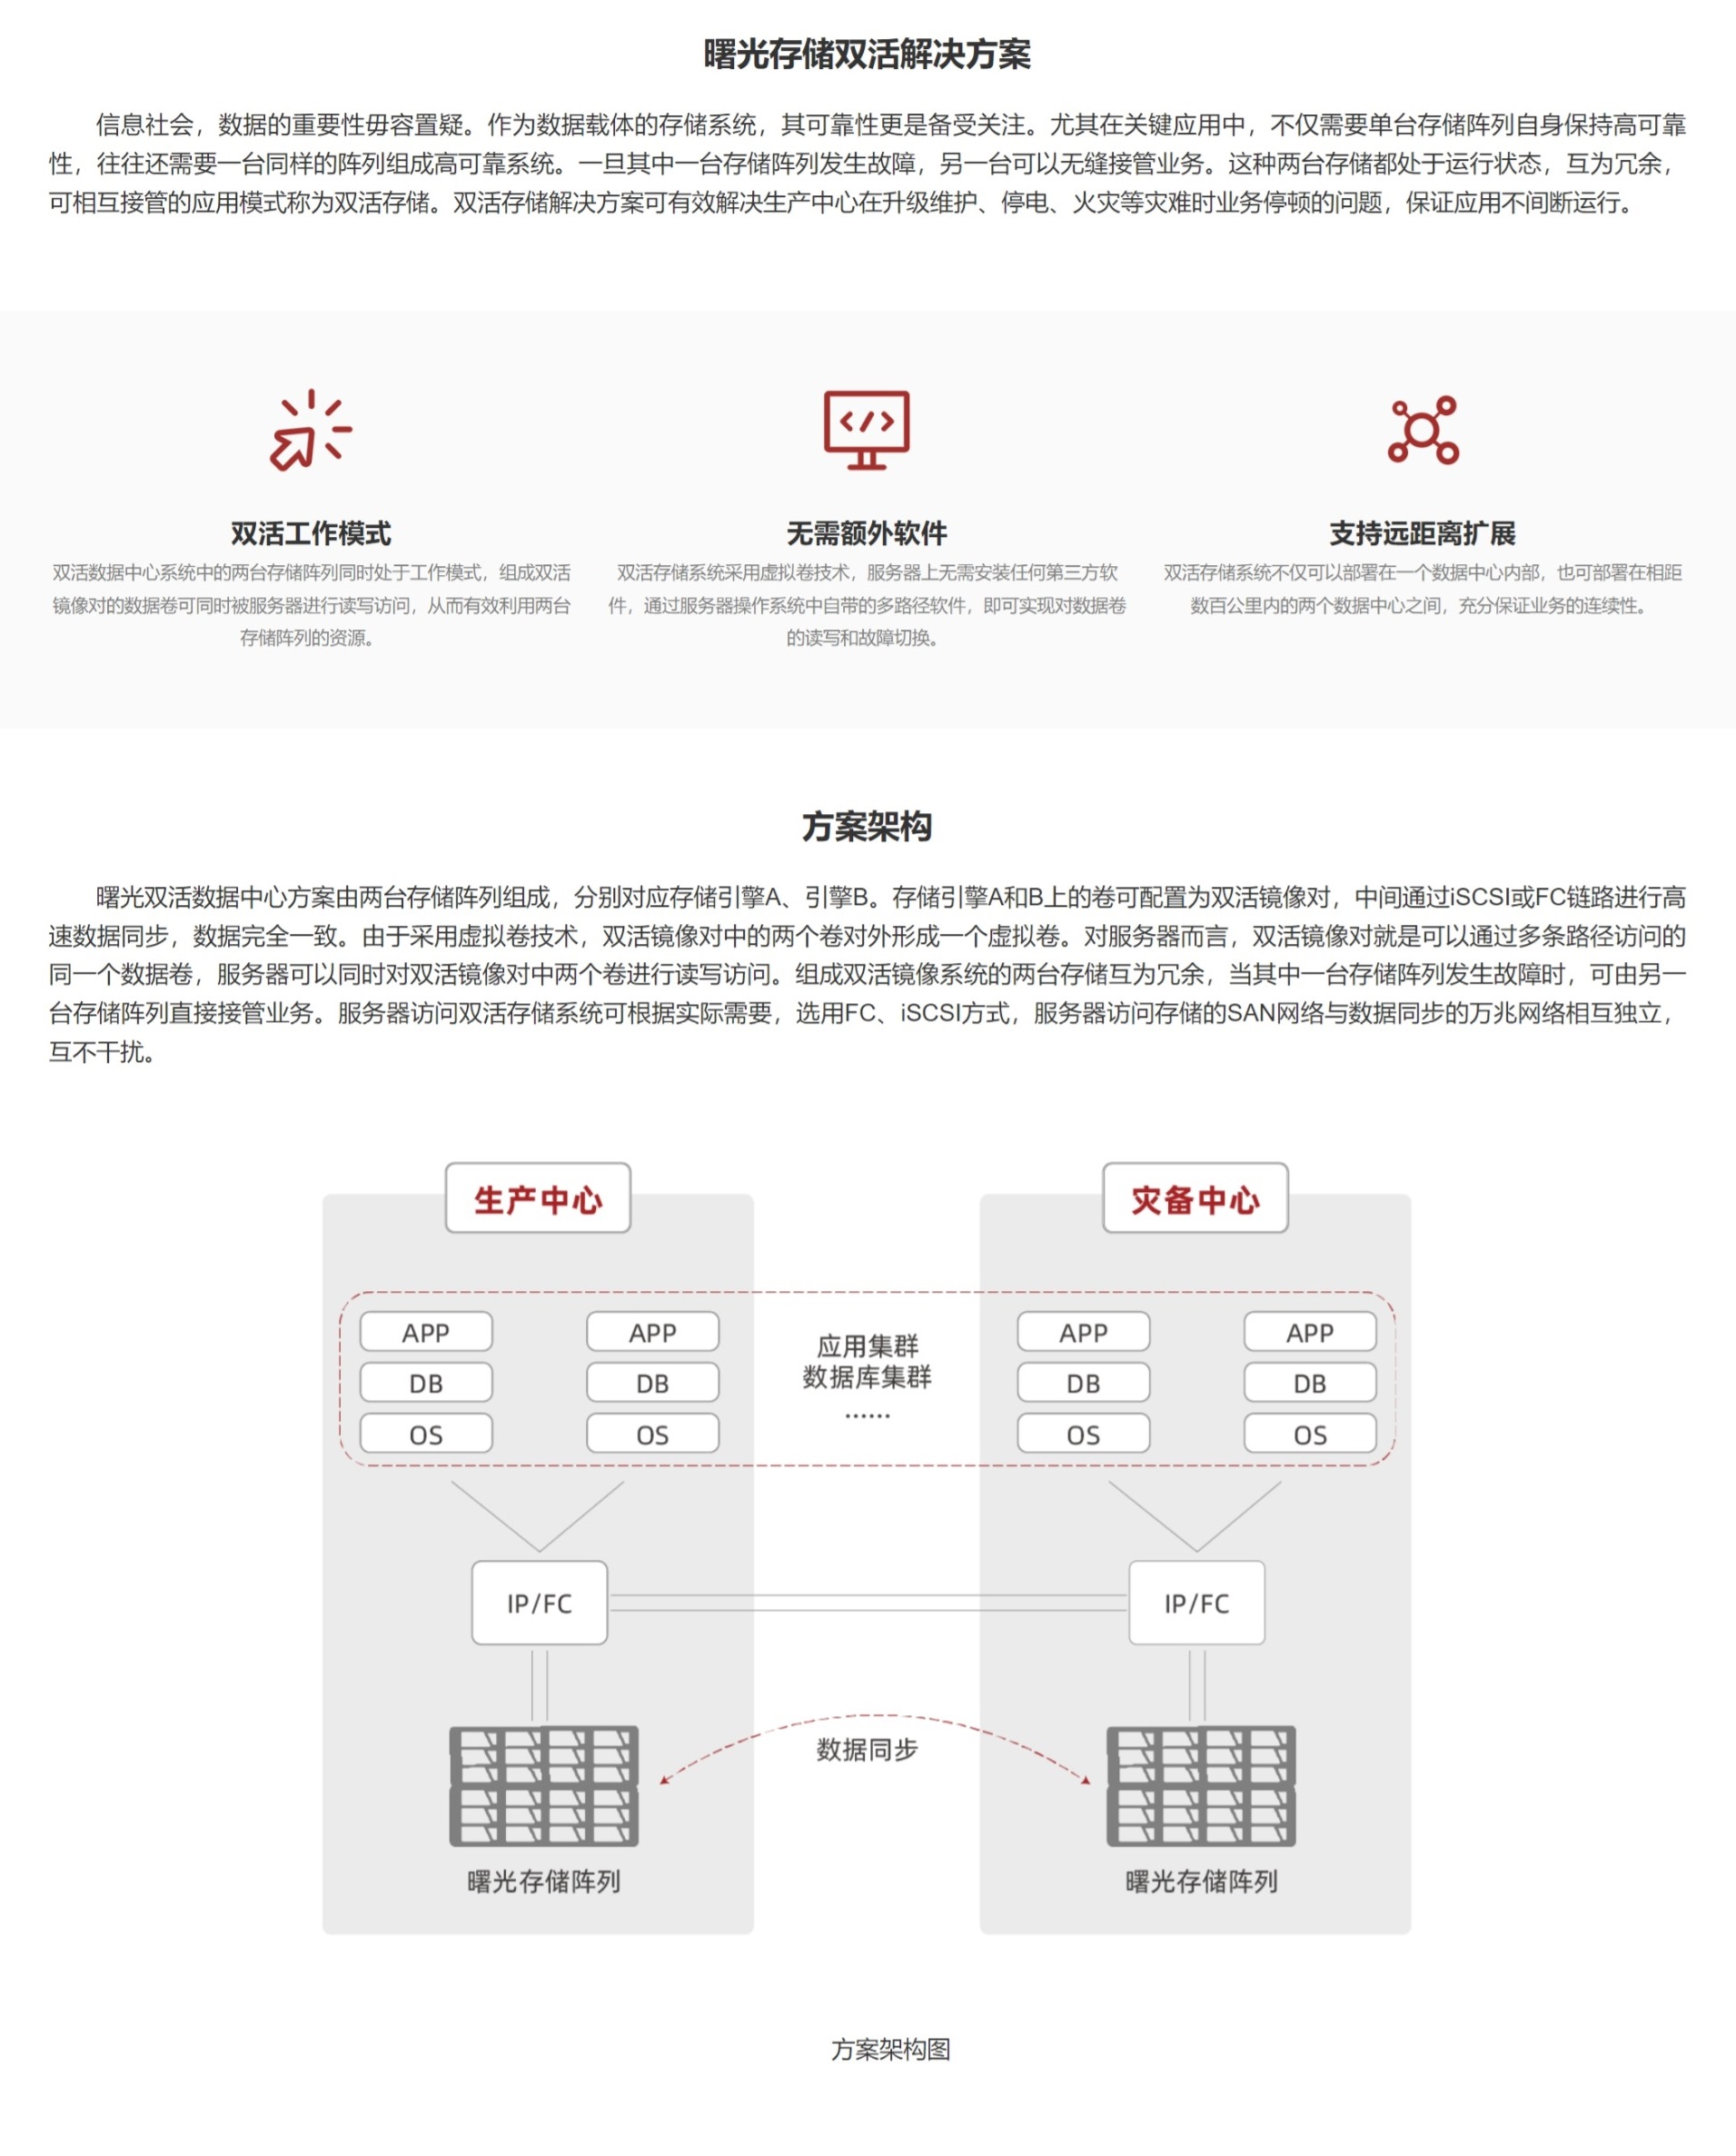 曙光存储双活解决方案
信息社会，数据的重要性毋容置疑。作为数据载体的存储系统，其可靠性更是备受关注。尤其在关键应用中，不仅需要单台存储阵列自身保持高可靠
性，往往还需要一台同样的阵列组成高可靠系统。一旦其中一台存储阵列发生故障，另一台可以无缝接管业务。这种两台存储都处于运行状态，互为冗余，
可相互接管的应用模式称为双活存储。双活存储解决方案可有效解决生产中心在升级维护、停电、火灾等灾难时业务停顿的问题，保证应用不间断运行。
双活工作模式
双活数据中心系统中的两台存储阵列同时处于工作模式，组成双活
镜像对的数据卷可同时被服务器进行读写访问，从而有效利用两台
存储阵列的资源。
无需额外软件
双活存储系统采用虚拟卷技术，服务器上无需安装任何第三方软
件，通过服务器操作系统中自带的多路径软件，即可实现对数据卷
的读写和故障切换。
支持远距离扩展
双活存储系统不仅可以部署在一个数据中心内部，也可部署在相距
数百公里内的两个数据中心之间，充分保证业务的连续性。
方案架构
曙光双活数据中心方案由两台存储阵列组成，分别对应存储引擎A、引擎B。存储引擎A和B上的卷可配置为双活镜像对，中间通过iSCSI或FC链路进行高
速数据同步，数据完全一致。由于采用虚拟卷技术，双活镜像对中的两个卷对外形成一个虚拟卷。对服务器而言，双活镜像对就是可以通过多条路径访问的
同一个数据卷，服务器可以同时对双活镜像对中两个卷进行读写访问。组成双活镜像系统的两台存储互为冗余，当其中一台存储阵列发生故障时，可由另一
台存储阵列直接接管业务。服务器访问双活存储系统可根据实际需要，选用FC、iSCSI方式，服务器访问存储的SAN网络与数据同步的万兆网络相互独立，
互不干扰。
生产中心
灾备中心
APP
APP
DB
DB
OS
OS
应用集群
数据库集群
······
APP
APP
DB
DB
OS
OS
IP/FC
IP/FC
数据同步
曙光存储阵列
曙光存储阵列
方案架构图